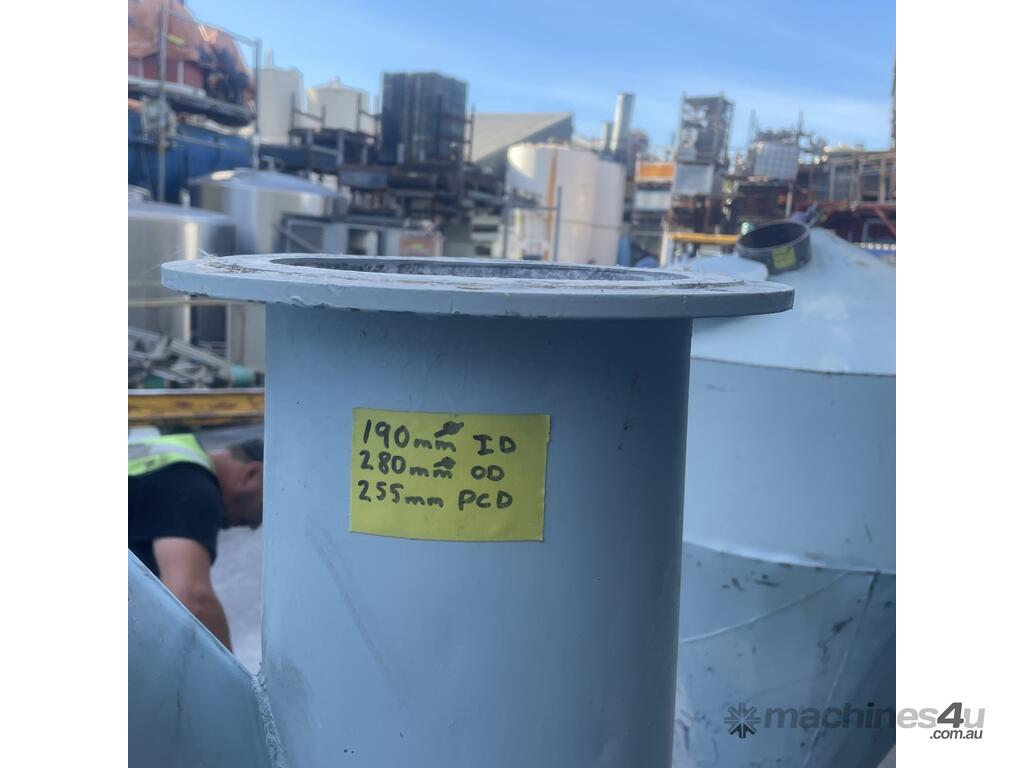 190mm ID
280mm OD
255mm PCD
machines4u
.com.au